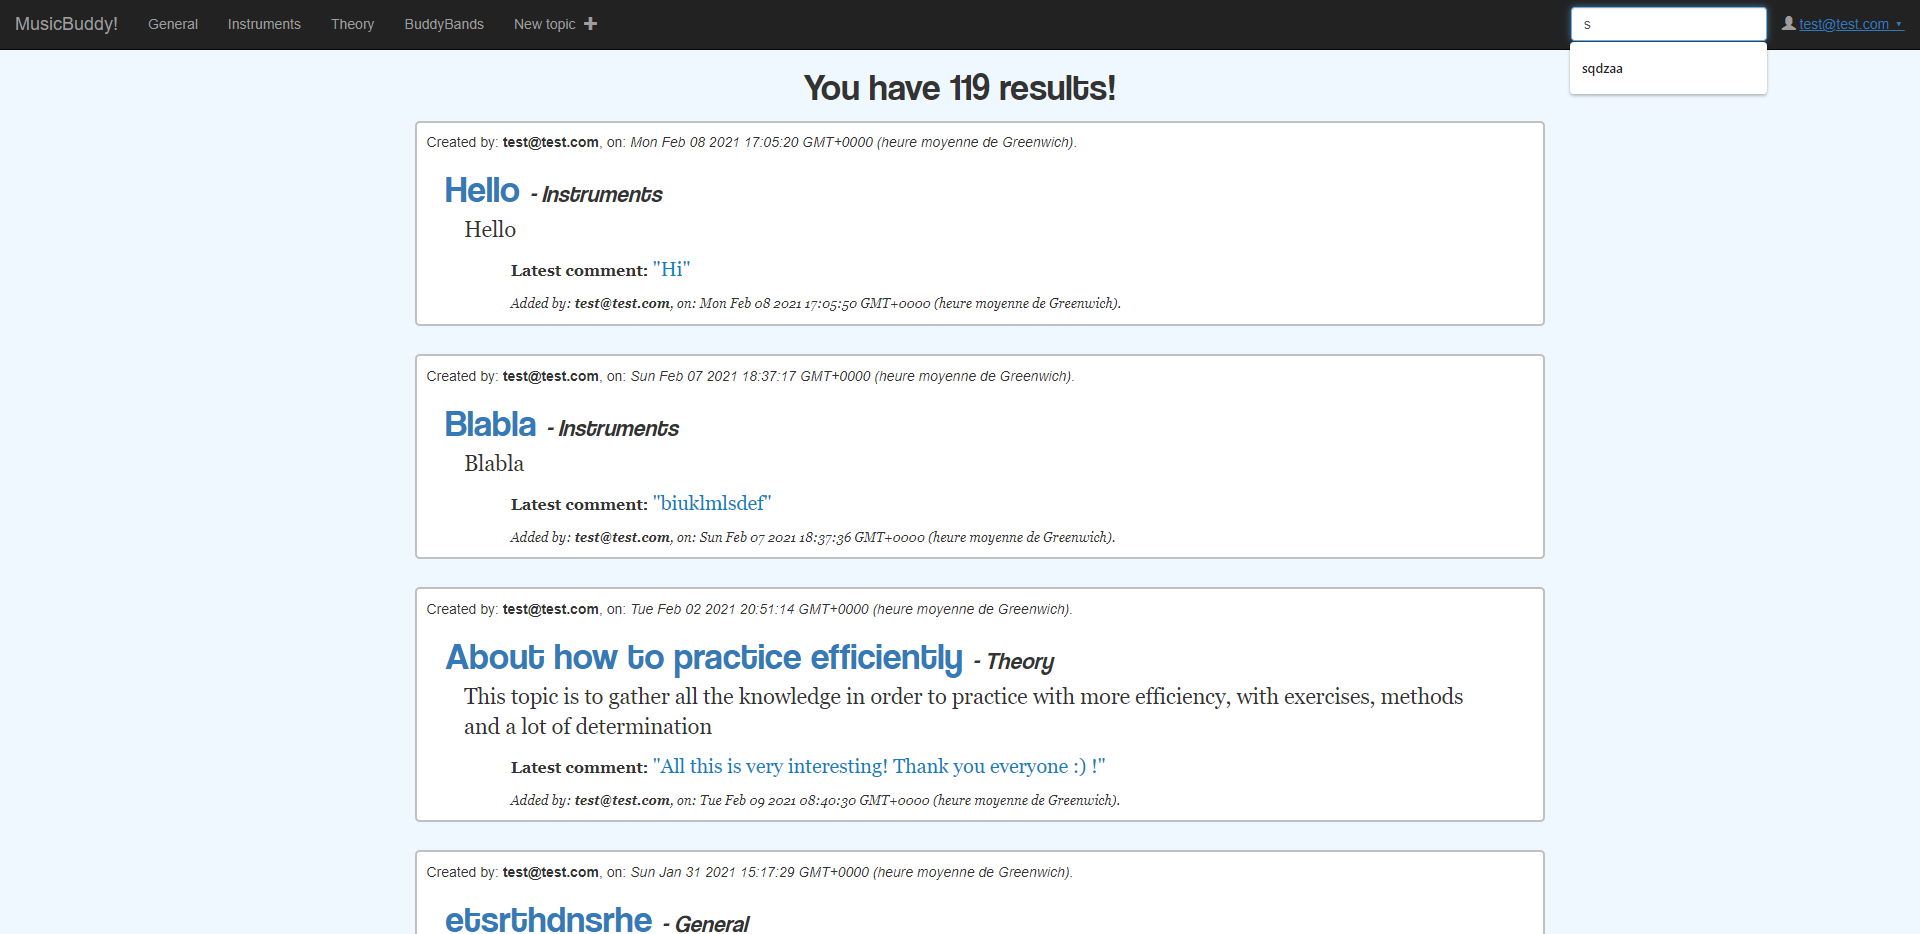 MusicBuddy! General Instruments Theory BuddyBands New topic s test@test.com
sqdzaa
You have 119 results!
Created by: test@test.com, on: Mon Feb 08 2021 17:05:20 GMT+0000 (heure moyenne de Greenwich).
Hello - Instruments
Hello
Latest comment: "Hi"
Added by: test@test.com, on: Mon Feb 08 2021 17:05:50 GMT+0000 (heure moyenne de Greenwich).
Created by: test@test.com, on: Sun Feb 07 2021 18:37:17 GMT+0000 (heure moyenne de Greenwich).
Blabla - Instruments
Blabla
Latest comment: "biuklmlsdef"
Added by: test@test.com, on: Sun Feb 07 2021 18:37:36 GMT+0000 (heure moyenne de Greenwich).
Created by: test@test.com, on: Tue Feb 02 2021 20:51:14 GMT+0000 (heure moyenne de Greenwich).
About how to practice efficiently - Theory
This topic is to gather all the knowledge in order to practice with more efficiency, with exercises, methods
and a lot of determination
Latest comment: "All this is very interesting! Thank you everyone :) !"
Added by: test@test.com, on: Tue Feb 09 2021 08:40:30 GMT+0000 (heure moyenne de Greenwich).
Created by: test@test.com, on: Sun Jan 31 2021 15:17:29 GMT+0000 (heure moyenne de Greenwich).
etsrthdnsrhe - General